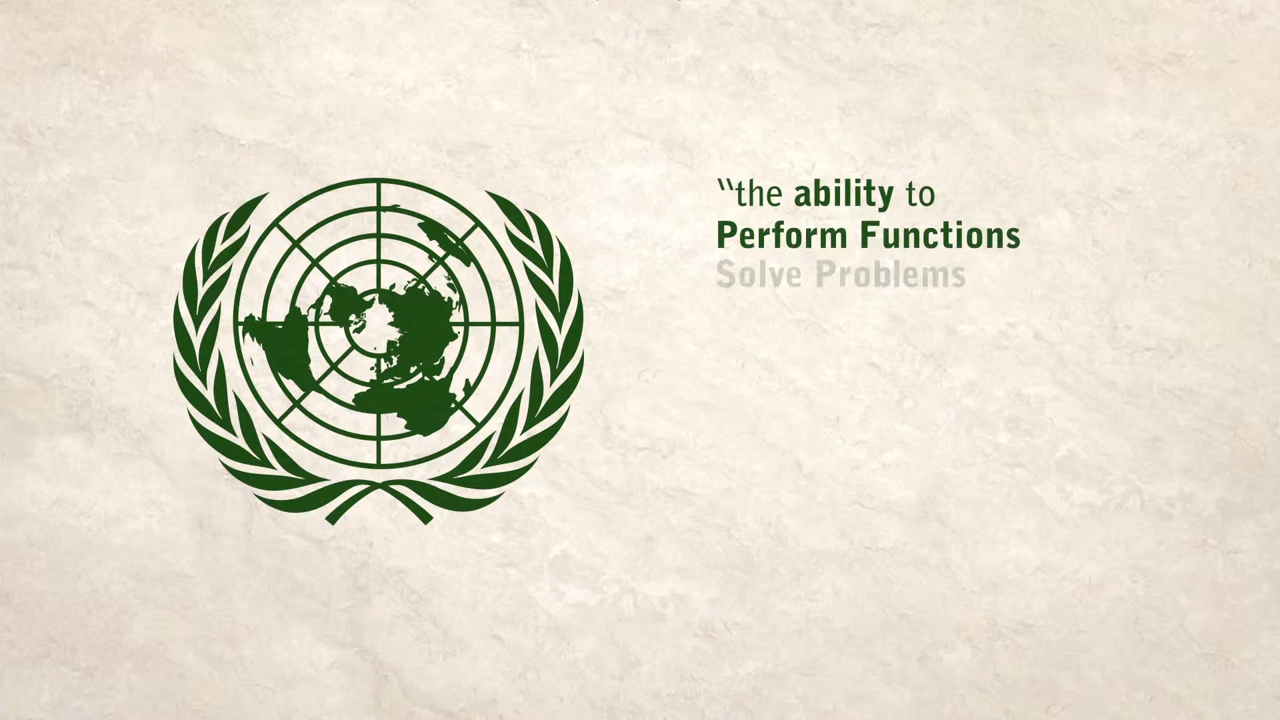 “the ability to
Perform Functions
Solve Problems